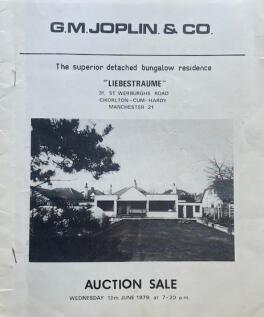 G.M.JOPLIN. & CO.
The superior detached bungalow residence
"LIEBESTRAUME"
31, ST WERBURGHS ROAD
CHORLTON-CUM-HARDY
MANCHESTER 21
AUCTION SALE
WEDNESDAY 13th JUNE 1979 at 7-30 p.m.